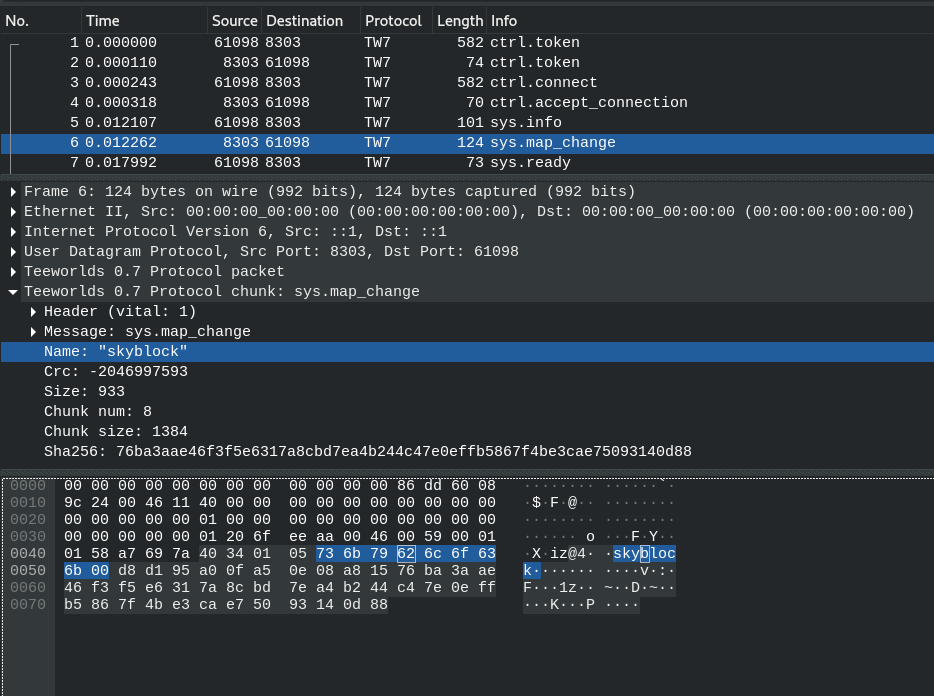 No. Time Source Destination Protocol Length Info
1 0.000000 61098 8303 TW7 582 ctrl.token
2 0.000110 8303 61098 TW7 74 ctrl.token
3 0.000243 61098 8303 TW7 582 ctrl.connect
4 0.000318 8303 61098 TW7 70 ctrl.accept_connection
5 0.012107 61098 8303 TW7 101 sys.info
6 0.012262 8303 61098 TW7 124 sys.map_change
7 0.017992 61098 8303 TW7 73 sys.ready
Frame 6: 124 bytes on wire (992 bits), 124 bytes captured (992 bits)
Ethernet II, Src: 00:00:00_00:00:00 (00:00:00:00:00:00), Dst: 00:00:00_00:00:00 (00:00:00:00:00:00)
Internet Protocol Version 6, Src: ::1, Dst: ::1
User Datagram Protocol, Src Port: 8303, Dst Port: 61098
Teeworlds 0.7 Protocol packet
Teeworlds 0.7 Protocol chunk: sys.map_change
Header (vital: 1)
Message: sys.map_change
Name: "skyblock"
Crc: -2046997593
Size: 933
Chunk num: 8
Chunk size: 1384
Sha256: 76ba3aae46f3f5e6317a8cbd7ea4b244c47e0effb5867f4be3cae75093140d88
0000 00 00 00 00 00 00 00 00 00 00 00 00 86 dd 60 08 ········ ······`·
0010 9c 24 00 46 11 40 00 00 00 00 00 00 00 00 00 00 ·$·F·@·· ········
0020 00 00 00 00 00 01 00 00 00 00 00 00 00 00 00 00 ········ ········
0030 00 00 00 00 00 01 20 6f ee aa 00 46 00 59 00 01 ······ o ···F·Y··
0040 01 58 a7 69 7a 40 34 01 05 73 6b 79 62 6c 6f 63 ·X·iz@4· ·skybloc
0050 6b 00 d8 d1 95 a0 0f a5 0e 08 a8 15 76 ba 3a ae k······· ····v·:·
0060 46 f3 f5 e6 31 7a 8c bd 7e a4 b2 44 c4 7e 0e ff F···1z·· ~··D·~··
0070 b5 86 7f 4b e3 ca e7 50 93 14 0d 88 ···K···P ····